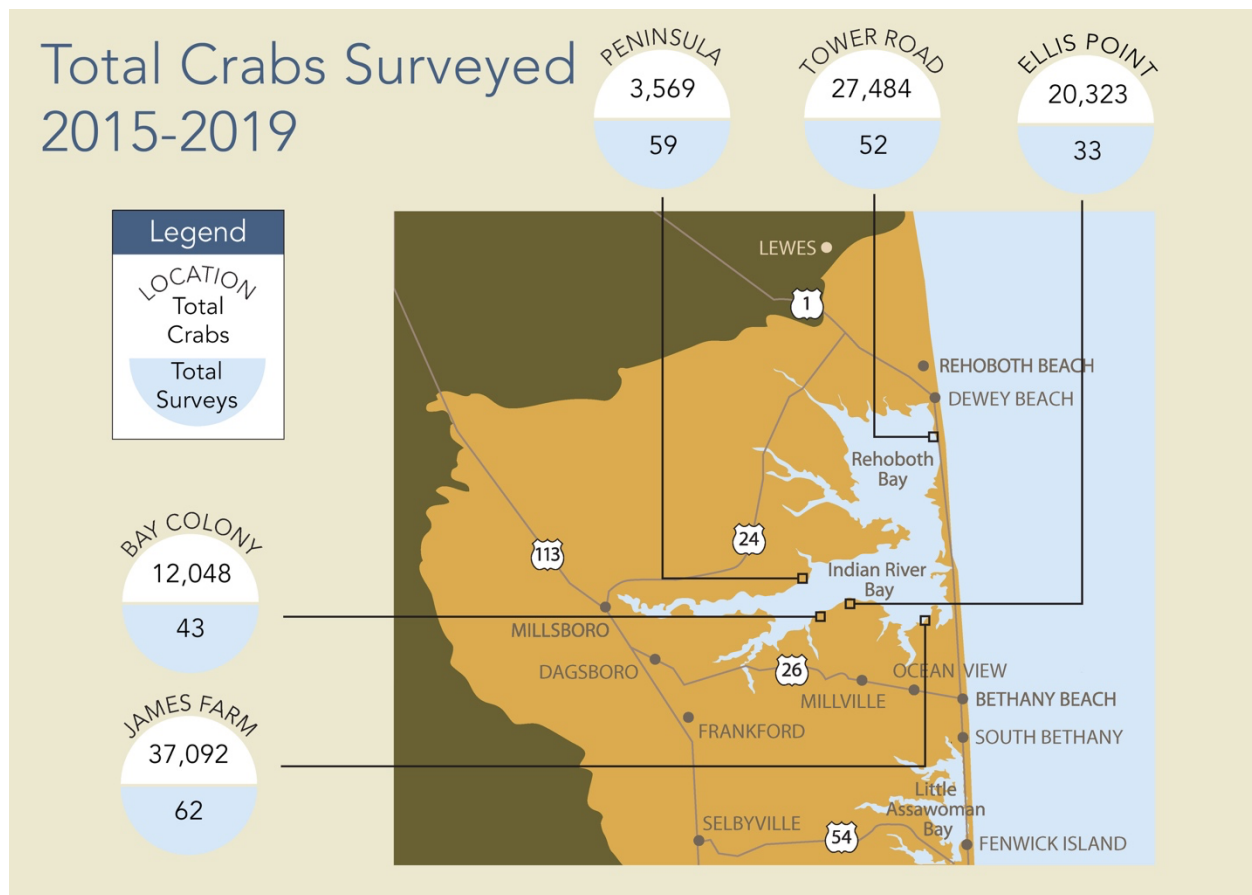 Total Crabs Surveyed
2015-2019
PENINSULA
3,569
59
TOWER ROAD
27,484
52
ELLIS POINT
20,323
33
Legend
LOCATION
Total
Crabs
Total
Surveys
BAY COLONY
12,048
43
JAMES FARM
37,092
62
LEWES
1
REHOBOTH BEACH
DEWEY BEACH
Rehoboth
Bay
24
113
Indian River
Bay
MILLSBORO
DAGSBORO
26
OCEAN VIEW
MILLVILLE
BETHANY BEACH
FRANKFORD
SOUTH BETHANY
Little
Assawoman
Bay
SELBYVILLE
54
FENWICK ISLAND